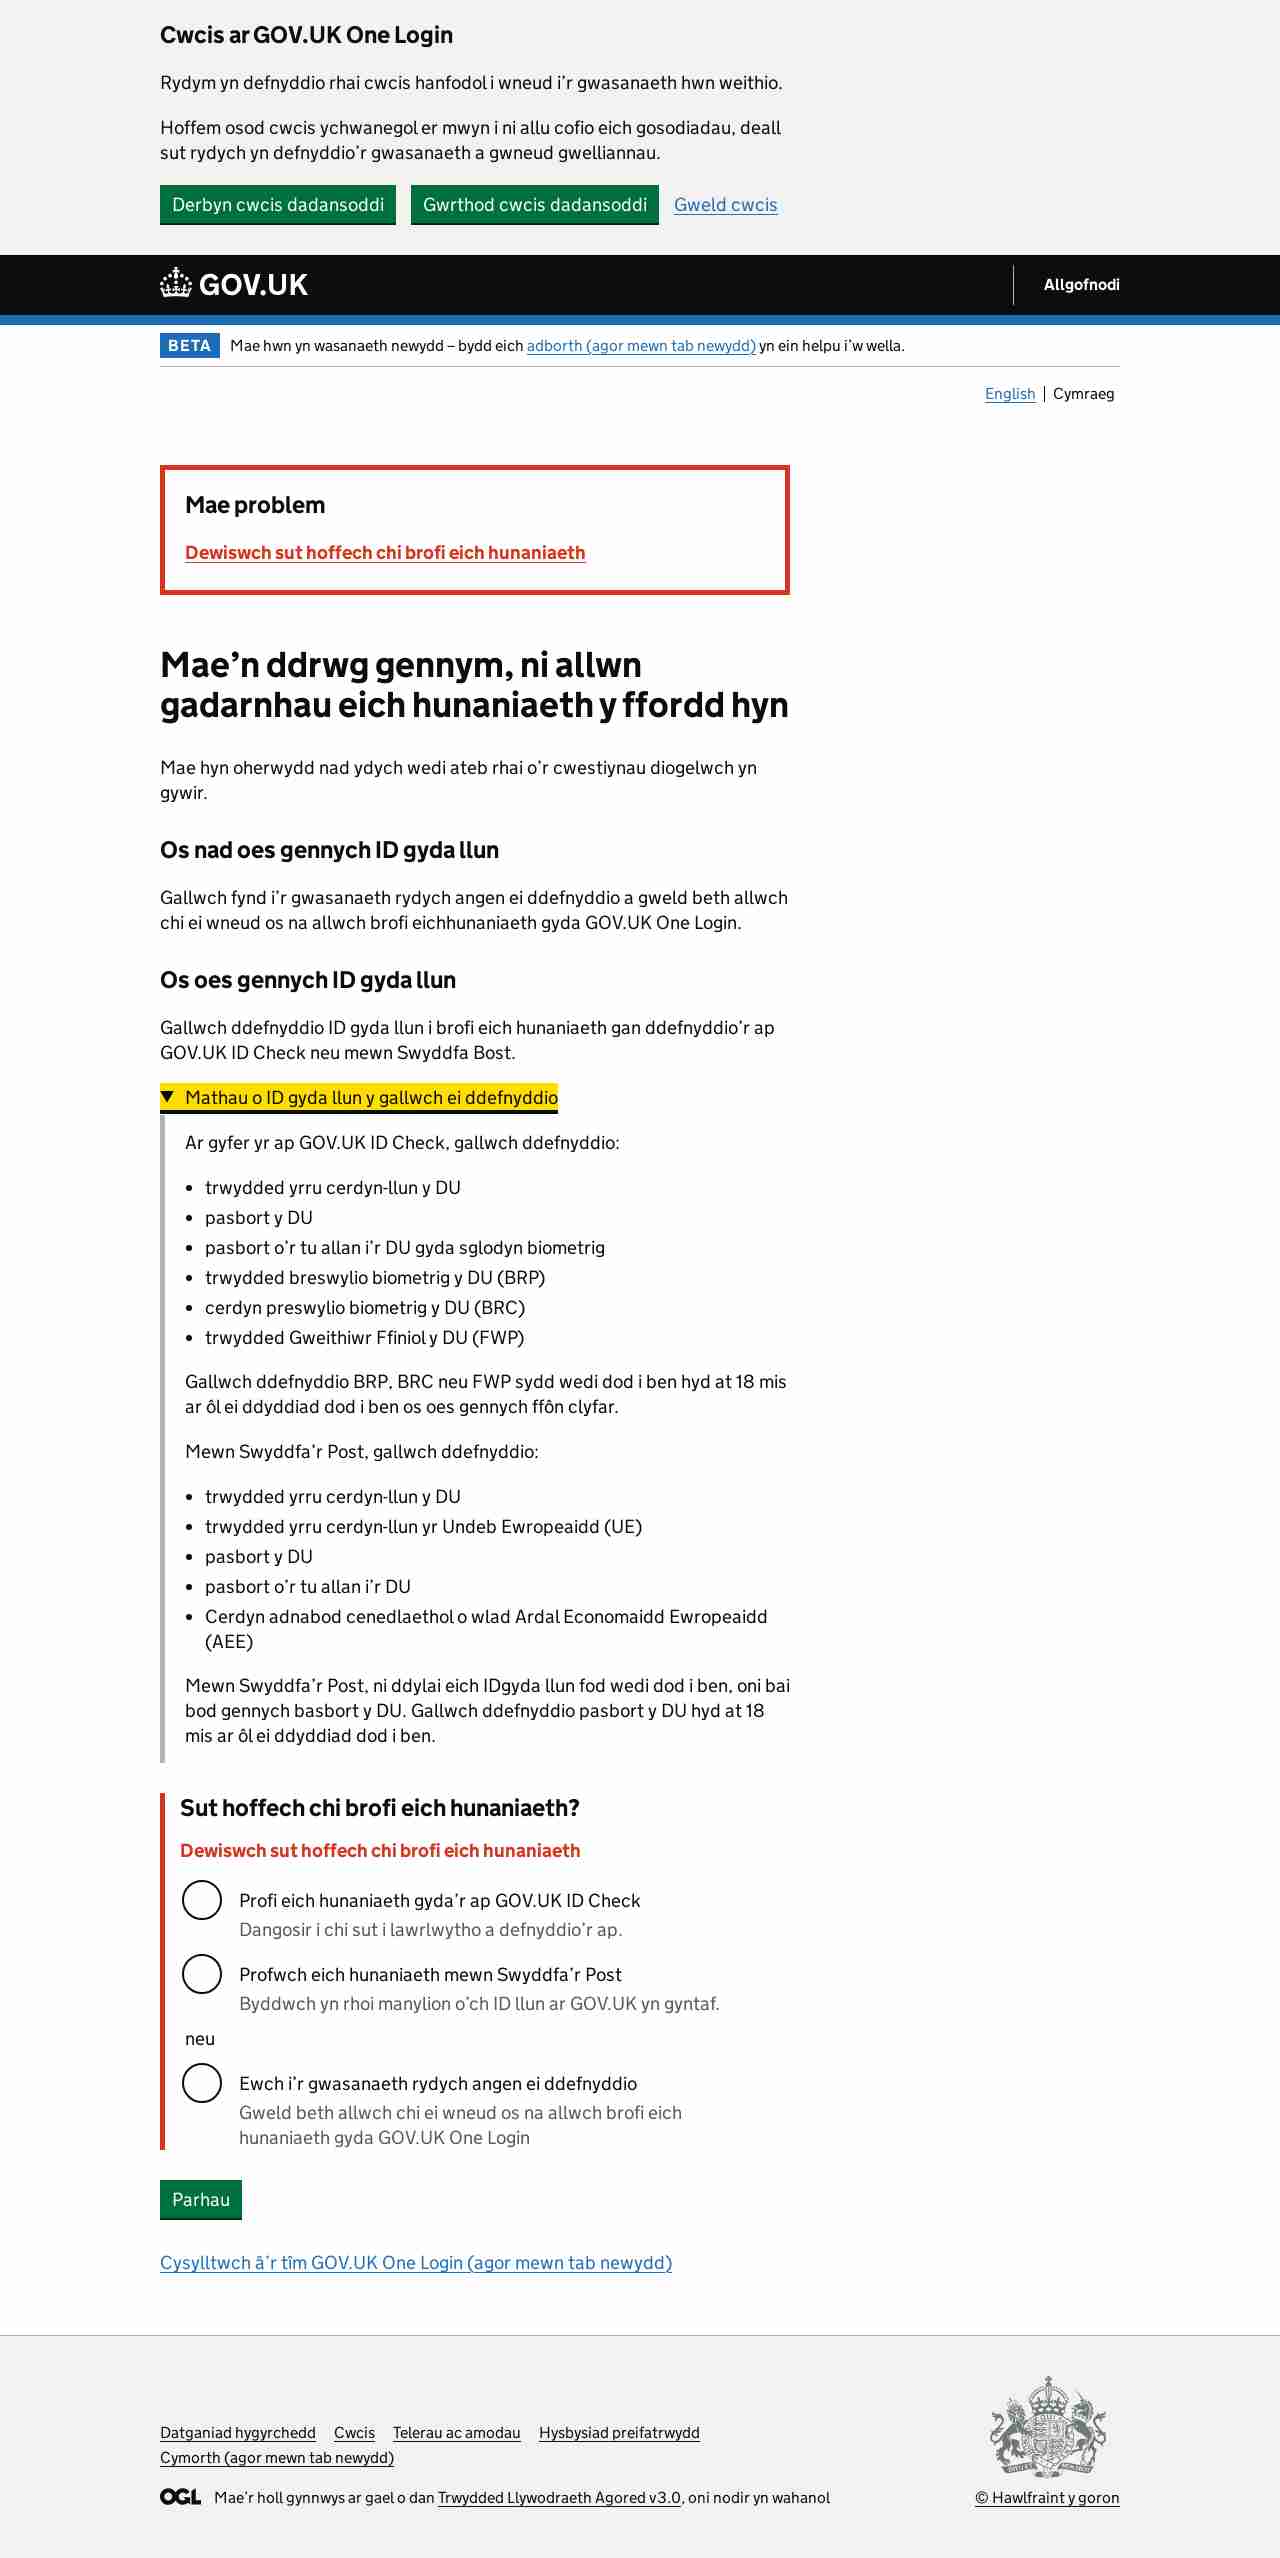 Cwcis ar GOV.UK One Login
Rydym yn defnyddio rhai cwcis hanfodol i wneud i’r gwasanaeth hwn weithio.
Hoffem osod cwcis ychwanegol er mwyn i ni allu cofio eich gosodiadau, deall
sut rydych yn defnyddio’r gwasanaeth a gwneud gwelliannau.
Derbyn cwcis dadansoddi
Gwrthod cwcis dadansoddi
Gweld cwcis
GOV.UK
Allgofnodi
BETA
Mae hwn yn wasanaeth newydd – bydd eich adborth (agor mewn tab newydd) yn ein helpu i’w wella.
English
Cymraeg
Mae problem
Dewiswch sut hoffech chi brofi eich hunaniaeth
Mae’n ddrwg gennym, ni allwn
gadarnhau eich hunaniaeth y ffordd hyn
Mae hyn oherwydd nad ydych wedi ateb rhai o’r cwestiynau diogelwch yn
gywir.
Os nad oes gennych ID gyda llun
Gallwch fynd i’r gwasanaeth rydych angen ei ddefnyddio a gweld beth allwch
chi ei wneud os na allwch brofi eichhunaniaeth gyda GOV.UK One Login.
Os oes gennych ID gyda llun
Gallwch ddefnyddio ID gyda llun i brofi eich hunaniaeth gan ddefnyddio’r ap
GOV.UK ID Check neu mewn Swyddfa Bost.
Mathau o ID gyda llun y gallwch ei ddefnyddio
Ar gyfer yr ap GOV.UK ID Check, gallwch ddefnyddio:
• trwydded yrru cerdyn-llun y DU
• pasbort y DU
• pasbort o’r tu allan i’r DU gyda sglodyn biometrig
• trwydded breswylio biometrig y DU (BRP)
• cerdyn preswylio biometrig y DU (BRC)
• trwydded Gweithiwr Ffiniol y DU (FWP)
Gallwch ddefnyddio BRP, BRC neu FWP sydd wedi dod i ben hyd at 18 mis
ar ôl ei ddyddiad dod i ben os oes gennych ffôn clyfar.
Mewn Swyddfa’r Post, gallwch ddefnyddio:
• trwydded yrru cerdyn-llun y DU
• trwydded yrru cerdyn-llun yr Undeb Ewropeaidd (UE)
• pasbort y DU
• pasbort o’r tu allan i’r DU
• Cerdyn adnabod cenedlaethol o wlad Ardal Economaidd Ewropeaidd
(AEE)
Mewn Swyddfa’r Post, ni ddylai eich IDgyda llun fod wedi dod i ben, oni bai
bod gennych basbort y DU. Gallwch ddefnyddio pasbort y DU hyd at 18
mis ar ôl ei ddyddiad dod i ben.
Sut hoffech chi brofi eich hunaniaeth?
Dewiswch sut hoffech chi brofi eich hunaniaeth
Profi eich hunaniaeth gyda’r ap GOV.UK ID Check
Dangosir i chi sut i lawrlwytho a defnyddio’r ap.
Profwch eich hunaniaeth mewn Swyddfa’r Post
Byddwch yn rhoi manylion o’ch ID llun ar GOV.UK yn gyntaf.
neu
Ewch i’r gwasanaeth rydych angen ei ddefnyddio
Gweld beth allwch chi ei wneud os na allwch brofi eich
hunaniaeth gyda GOV.UK One Login
Parhau
Cysylltwch â’r tîm GOV.UK One Login (agor mewn tab newydd)
Datganiad hygyrchedd Cwcis Telerau ac amodau Hysbysiad preifatrwydd
Cymorth (agor mewn tab newydd)
OGL Mae’r holl gynnwys ar gael o dan Trwydded Llywodraeth Agored v3.0, oni nodir yn wahanol
© Hawlfraint y goron